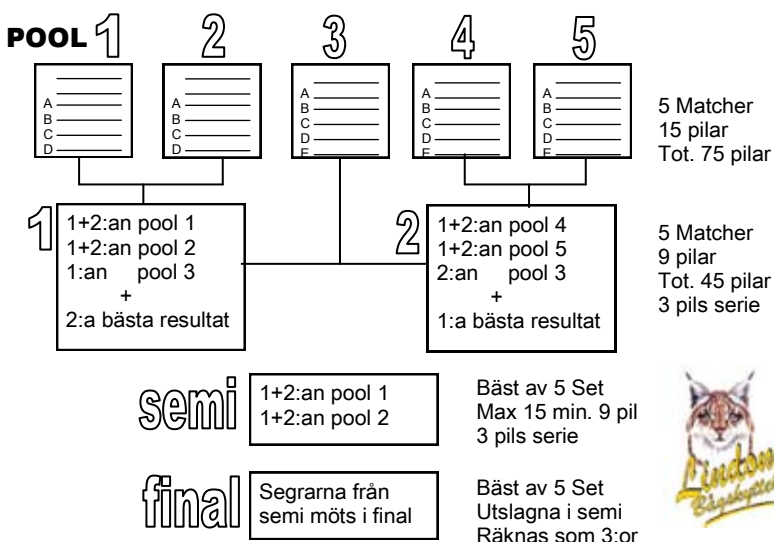 POOL 1 2 3 4 5
A
B
C
D
A
B
C
D
A
B
C
D
E
A
B
C
D
E
A
B
C
D
E
5 Matcher
15 pilar
Tot. 75 pilar
1
1+2:an pool 1
1+2:an pool 2
1:an pool 3
+
2:a bästa resultat
2
1+2:an pool 4
1+2:an pool 5
2:an pool 3
+
1:a bästa resultat
5 Matcher
9 pilar
Tot. 45 pilar
3 pils serie
semi
1+2:an pool 1
1+2:an pool 2
Bäst av 5 Set
Max 15 min. 9 pil
3 pils serie
final
Segrarna från
semi möts i final
Bäst av 5 Set
Utslagna i semi
Räknas som 3:or